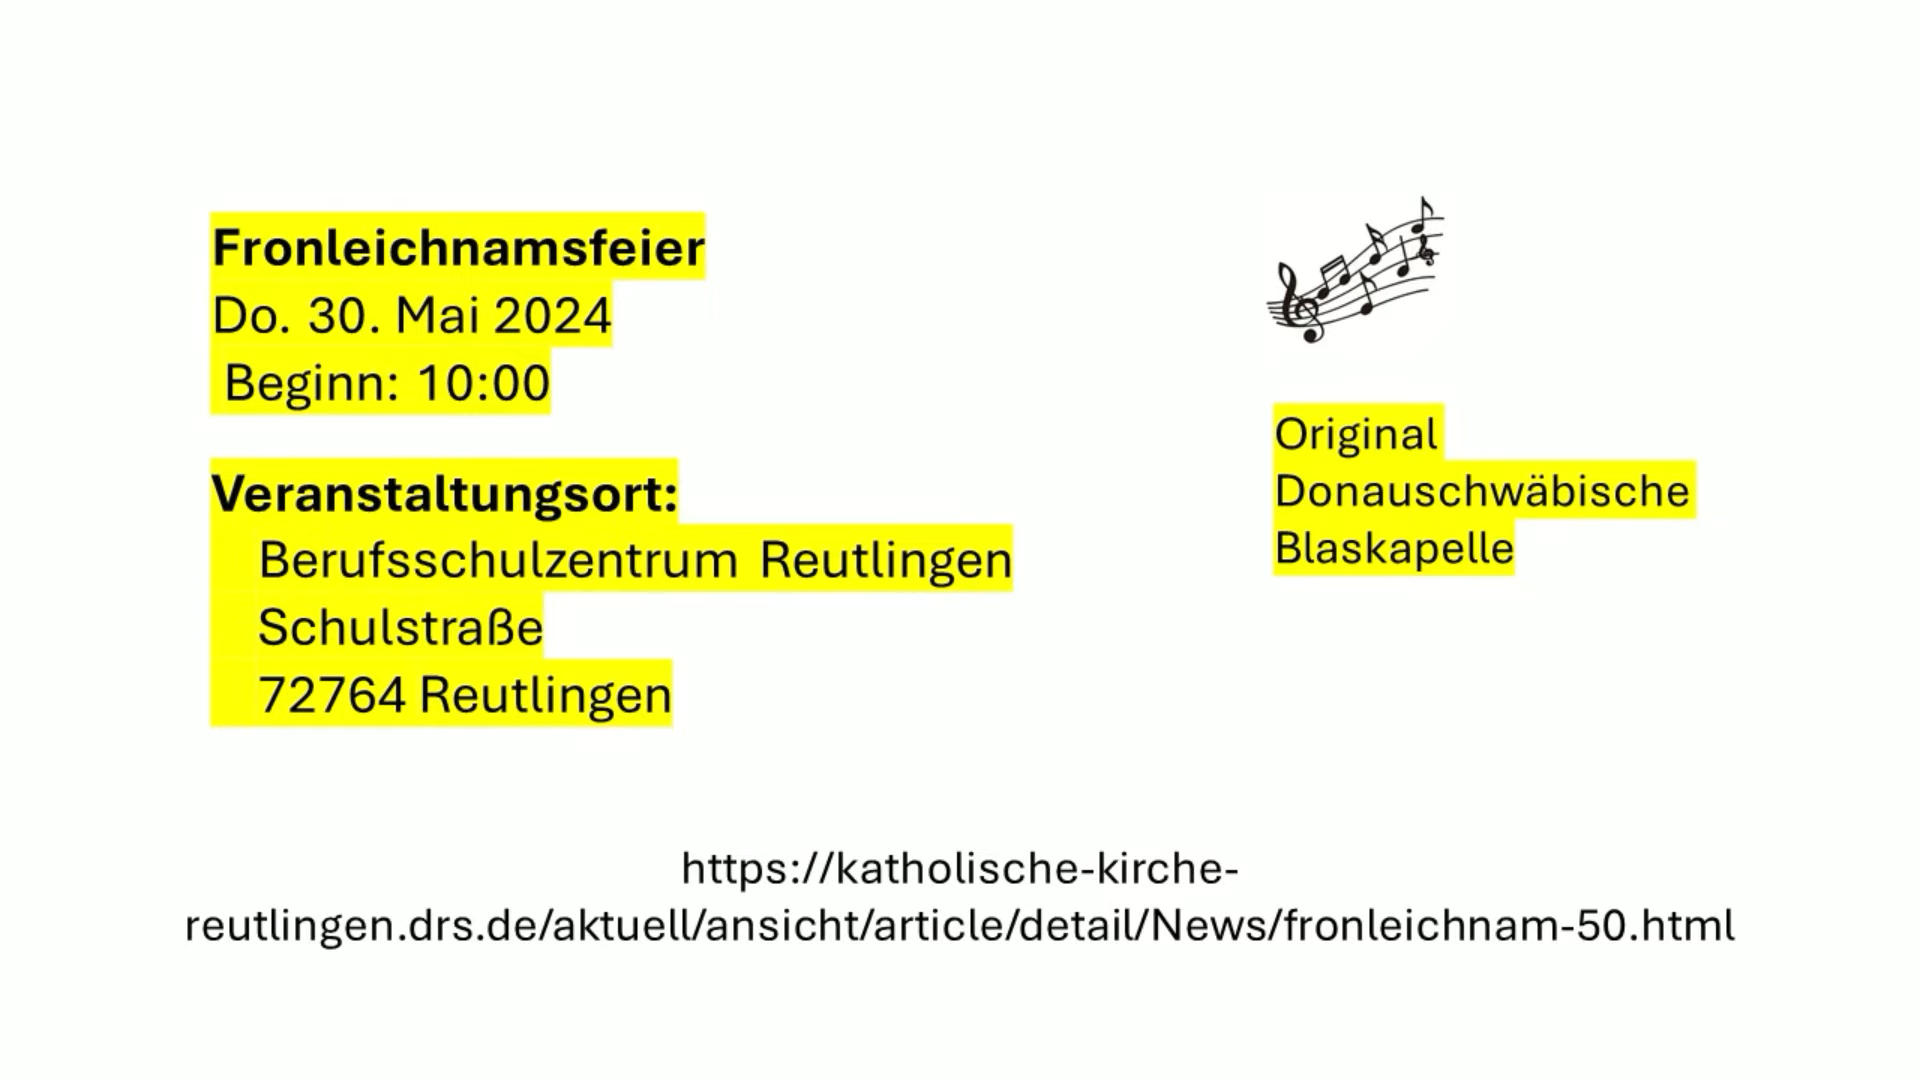 Fronleichnamsfeier
Do. 30. Mai 2024
Beginn: 10:00
Veranstaltungsort:
Berufsschulzentrum Reutlingen
Schulstraße
72764 Reutlingen
Original
Donauschwäbische
Blaskapelle
https://katholische-kirche-
reutlingen.drs.de/aktuell/ansicht/article/detail/News/fronleichnam-50.html